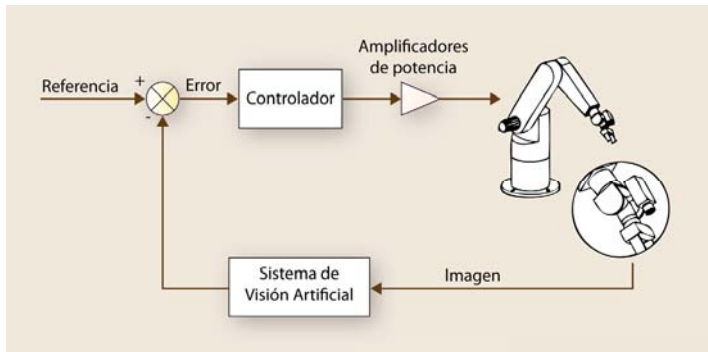 Amplificadores
de potencia
Referencia
+
Error
Controlador
-
Sistema de
Visión Artificial
Imagen